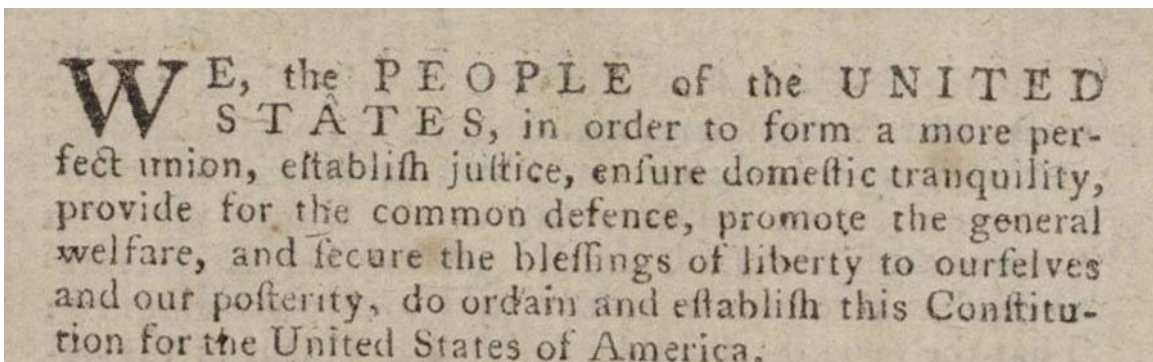 WE, the PEOPLE of the UNITED
STATES, in order to form a more per-
fect union, eſtabliſh juſtice, enſure domeſtic tranquility,
provide for the common defence, promote the general
welfare, and ſecure the bleſſings of liberty to ourſelves
and our poſterity, do ordain and eſtabliſh this Conſtitu-
tion for the United States of America.